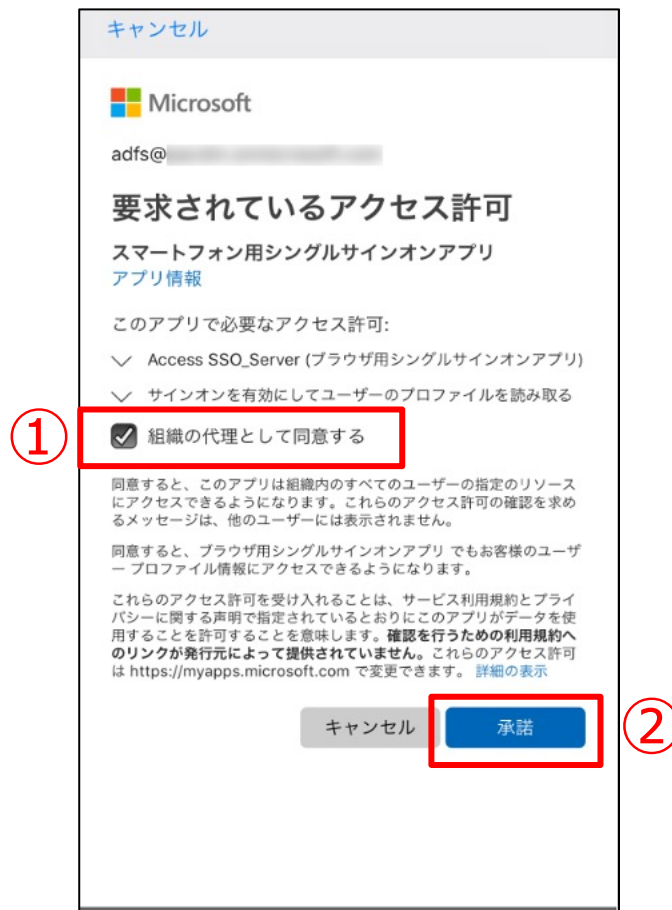 キャンセル
Microsoft
adfs@
要求されているアクセス許可
スマートフォン用シングルサインオンアプリ
アプリ情報
このアプリで必要なアクセス許可:
Access SSO_Server (ブラウザ用シングルサインオンアプリ)
サインオンを有効にしてユーザーのプロファイルを読み取る
①
組織の代理として同意する
同意すると、このアプリは組織内のすべてのユーザーの指定のリソース
にアクセスできるようになります。これらのアクセス許可の確認を求め
るメッセージは、他のユーザーには表示されません。
同意すると、ブラウザ用シングルサインオンアプリ でもお客様のユーザ
ー プロファイル情報にアクセスできるようになります。
これらのアクセス許可を受け入れることは、サービス利用規約とプライ
バシーに関する声明で指定されているとおりにこのアプリがデータを使
用することを許可することを意味します。確認を行うための利用規約へ
のリンクが発行元によって提供されていません。これらのアクセス許可
は https://myapps.microsoft.com で変更できます。 詳細の表示
キャンセル
承諾
②